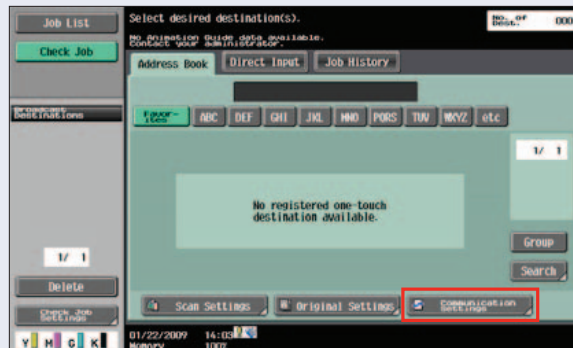 Job List
Check Job
Broadcast
Destinations
1/ 1
Delete
Check Job
Settings
Y M C K
Select desired destination(s).
No Animation Guide data available.
Contact your administrator.
No. of
Dest.
000
Address Book
Direct Input
Job History
Favor-
ites
ABC
DEF
GHI
JKL
MNO
PQRS
TUV
WXYZ
etc
1/ 1
No registered one-touch
destination available.
Group
Search
Scan Settings
Original Settings
Communication
Settings
01/22/2009 14:03
Memory 100%